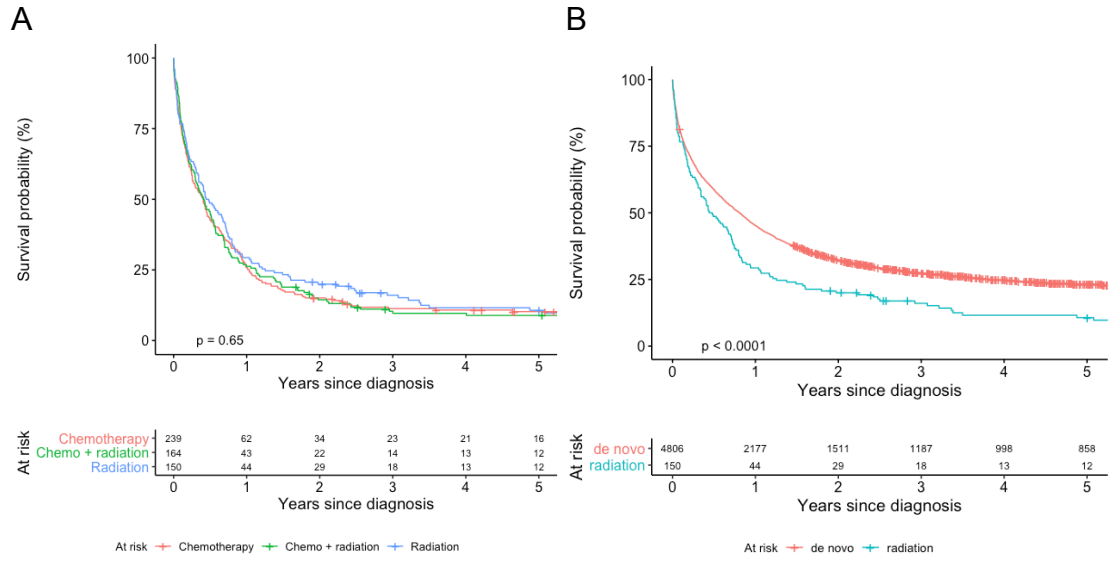 A
Survival probability (%)
100
75
50
25
0
p = 0.65
0 1 2 3 4 5
Years since diagnosis
At risk
Chemotherapy 239 62 34 23 21 16
Chemo + radiation 164 43 22 14 13 12
Radiation 150 44 29 18 13 12
0 1 2 3 4 5
Years since diagnosis
At risk Chemotherapy Chemo + radiation Radiation
B
Survival probability (%)
100
75
50
25
0
p < 0.0001
0 1 2 3 4 5
Years since diagnosis
At risk
de novo 4806 2177 1511 1187 998 858
radiation 150 44 29 18 13 12
0 1 2 3 4 5
Years since diagnosis
At risk de novo radiation